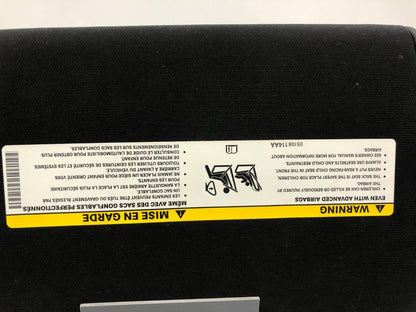 WARNING
EVEN WITH ADVANCED AIRBAGS
• CHILDREN CAN BE KILLED OR SERIOUSLY INJURED BY
THE AIRBAG.
• THE BACK SEAT IS THE SAFEST PLACE FOR CHILDREN.
• NEVER PUT A REAR-FACING CHILD SEAT IN THE FRONT.
• ALWAYS USE SEATBELTS AND CHILD RESTRAINTS.
• SEE OWNER'S MANUAL FOR MORE INFORMATION ABOUT
AIRBAGS.
05108114AA
MISE EN GARDE
MÊME AVEC DES SACS GONFLABLES PERFECTIONNÉS
• LES ENFANTS PEUVENT ÊTRE TUÉS OU GRAVEMENT BLESSÉS PAR
UN SAC GONFLABLE.
• LA BANQUETTE ARRIÈRE EST LA PLACE LA PLUS SÉCURITAIRE
POUR LES ENFANTS.
• NE JAMAIS PLACER UN SIÈGE POUR ENFANT TOURNÉ VERS
DU VÉHICULE.
• TOUJOURS UTILISER LES CEINTURES DE SÉCURITÉ ET LES SYSTÈMES
DE RETENUE POUR ENFANT.
• CONSULTER LE GUIDE DE L'AUTOMOBILISTE POUR OBTENIR PLUS
DE RENSEIGNEMENTS SUR LES SACS GONFLABLES.